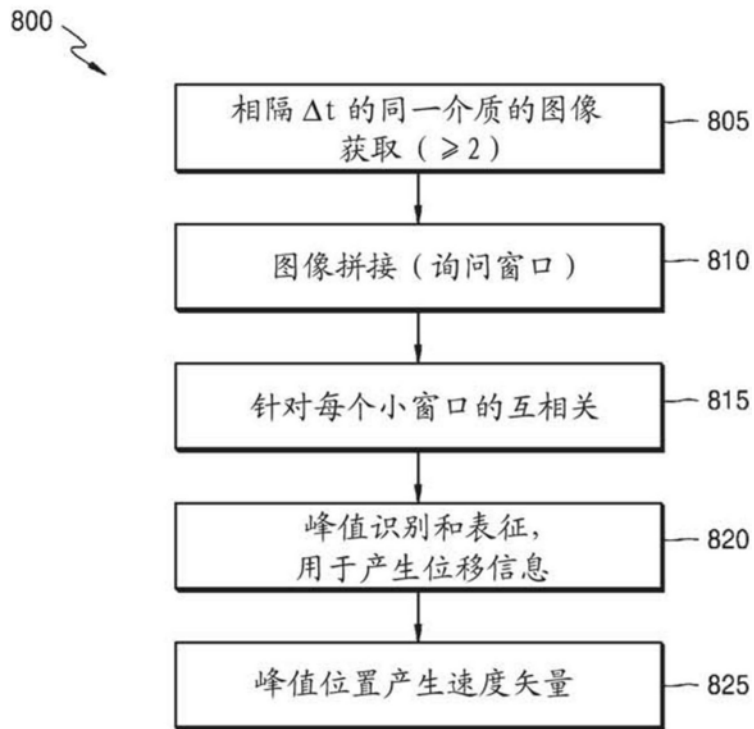 800
相隔 Δt 的同一介质的图像
获取（≥2）
805
图像拼接（询问窗口）
810
针对每个小窗口的互相关
815
峰值识别和表征，
用于产生位移信息
820
峰值位置产生速度矢量
825